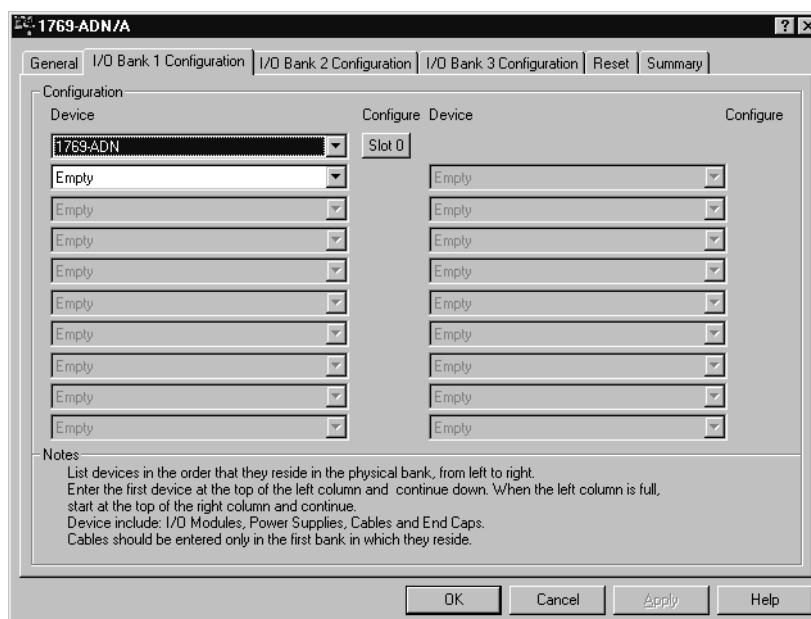 1769-ADN/A
General I/O Bank 1 Configuration I/O Bank 2 Configuration I/O Bank 3 Configuration Reset Summary
Configuration
Device Configure Device Configure
1769-ADN Slot 0
Empty Empty
Empty Empty
Empty Empty
Empty Empty
Empty Empty
Empty Empty
Empty Empty
Empty Empty
Empty Empty
Notes
List devices in the order that they reside in the physical bank, from left to right.
Enter the first device at the top of the left column and continue down. When the left column is full,
start at the top of the right column and continue.
Device include: I/O Modules, Power Supplies, Cables and End Caps.
Cables should be entered only in the first bank in which they reside.
OK Cancel Apply Help